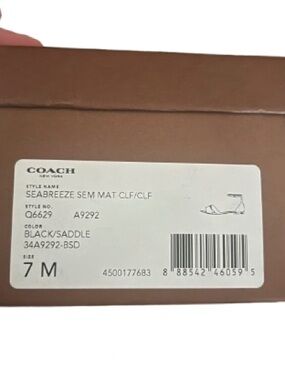 COACH
NEW YORK
STYLE NAME
SEABREEZE SEM MAT CLF/CLF
STYLE NO.
Q6629 A9292
COLOR
BLACK/SADDLE
34A9292-BSD
SIZE
7 M
4500177683
8 88542 46059 5